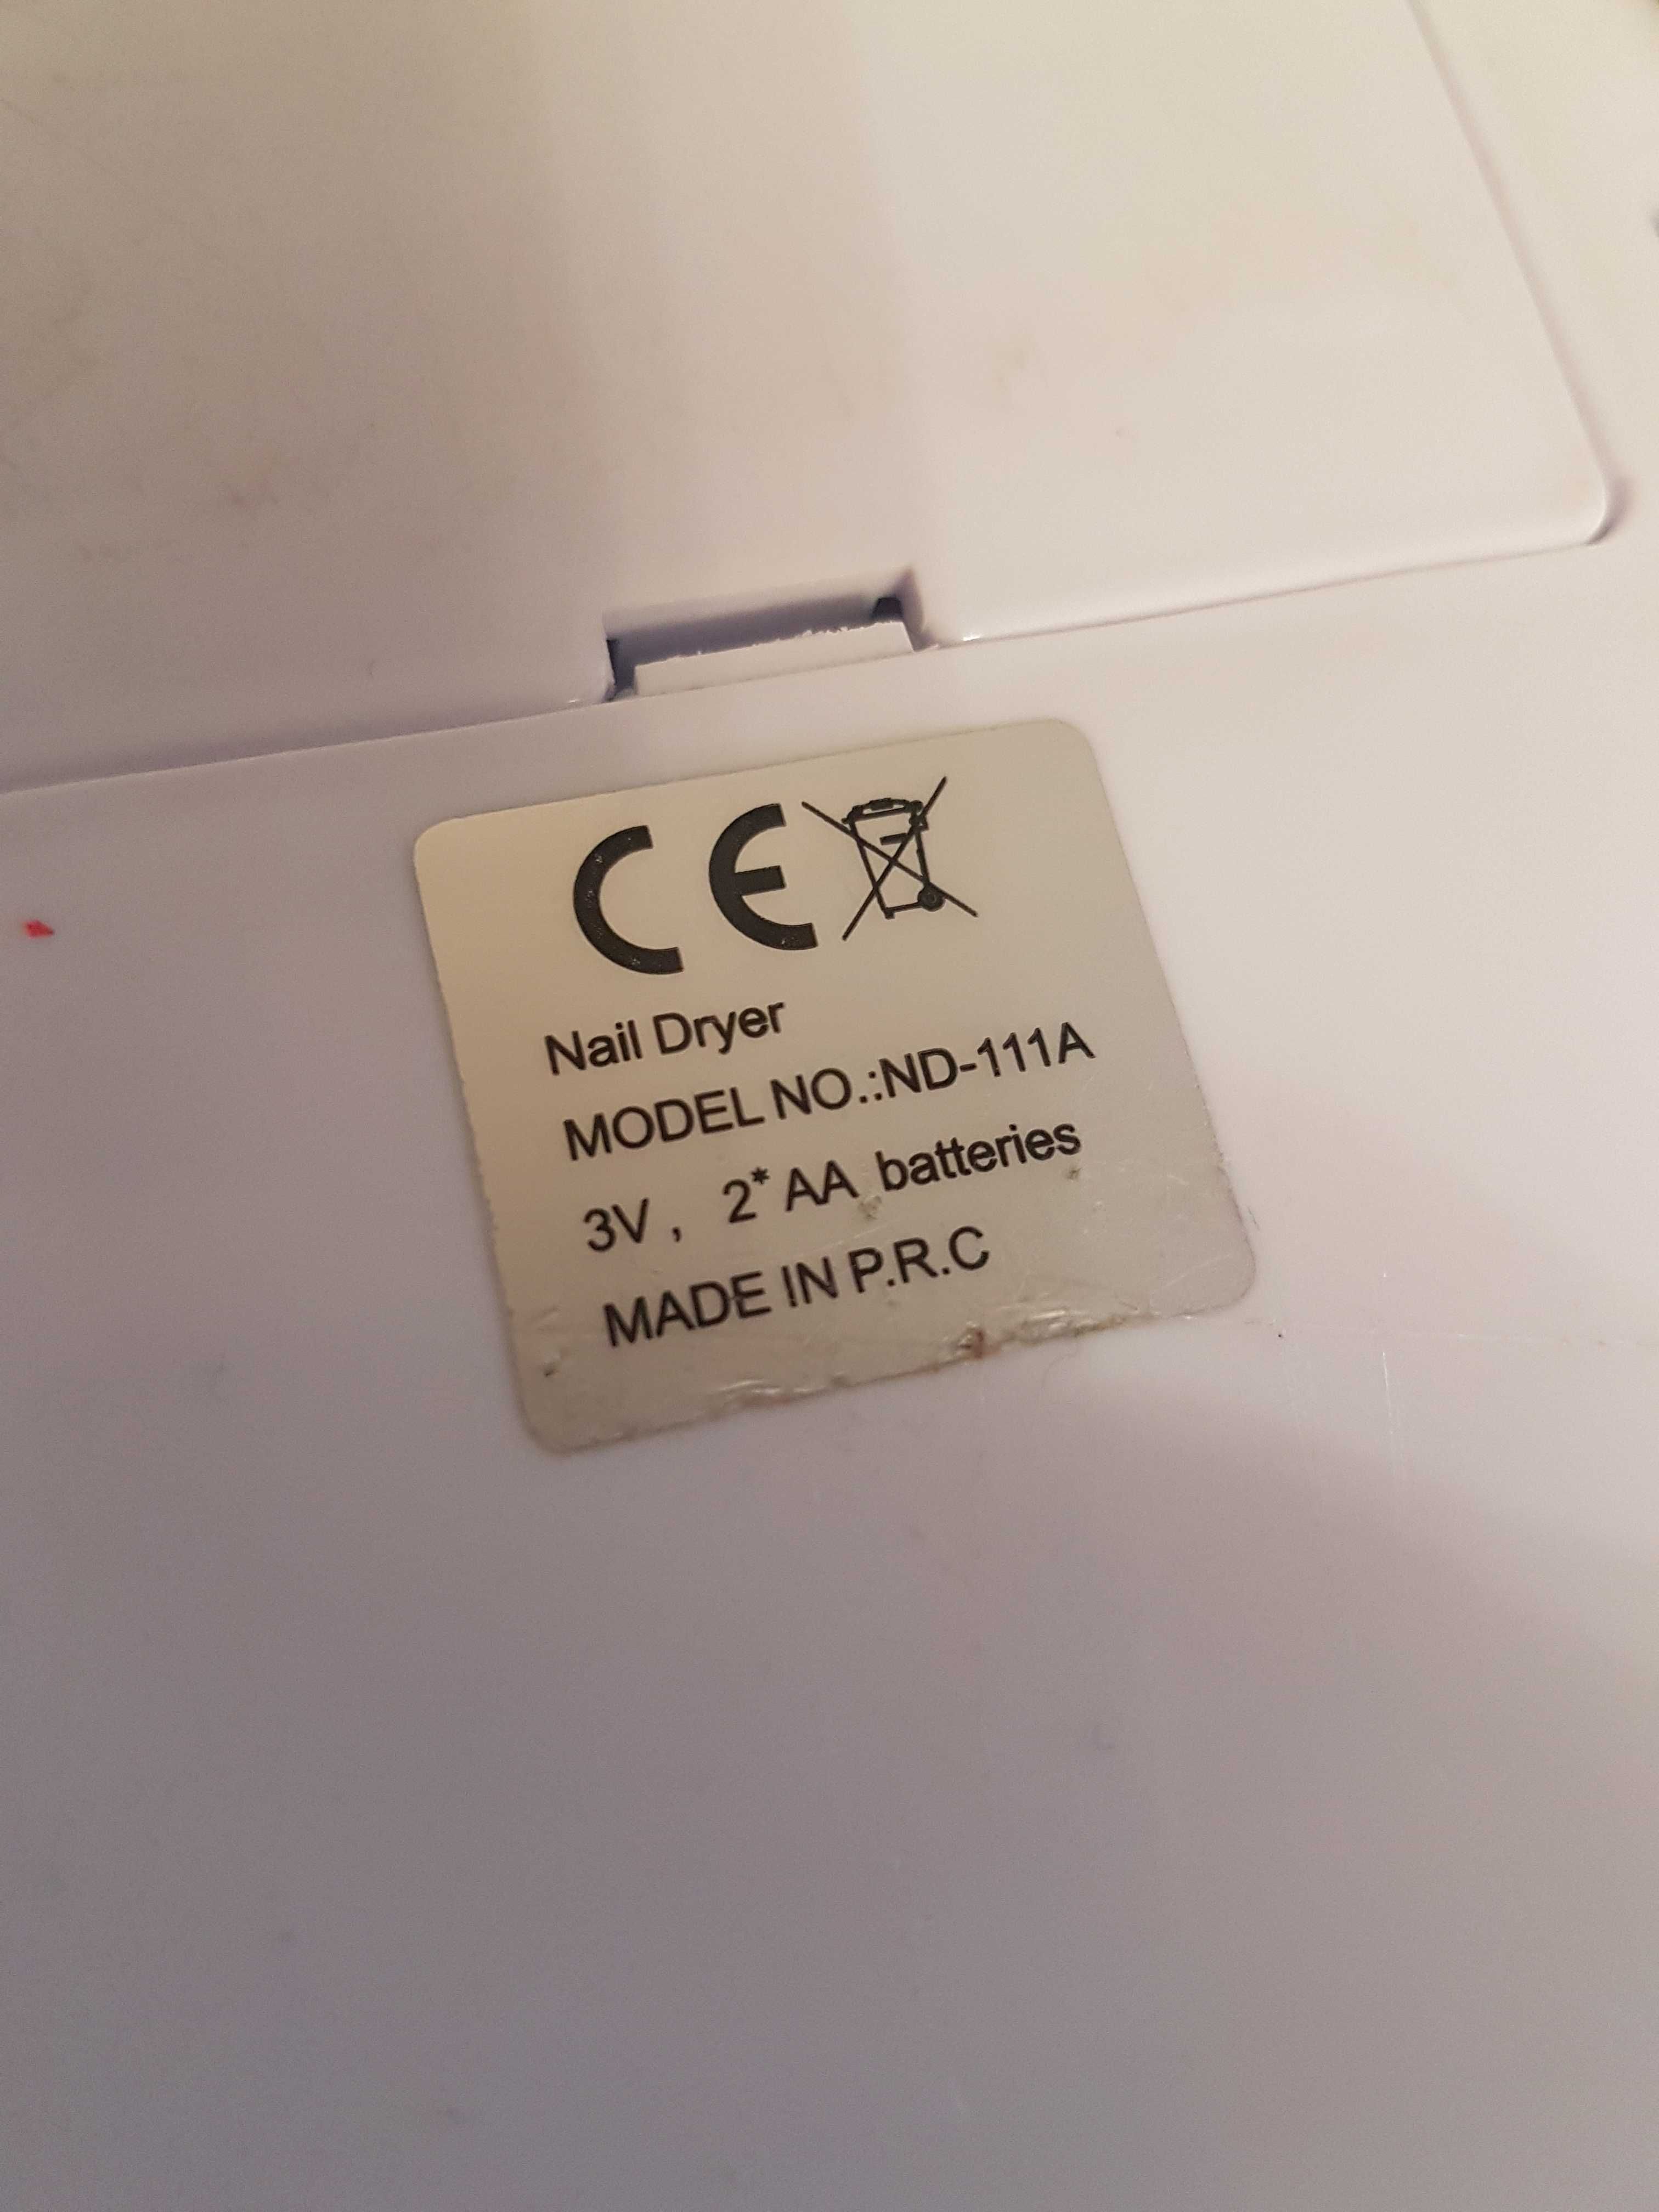 CE
Nail Dryer
MODEL NO.:ND-111A
3V , 2* AA batteries
MADE IN P.R.C